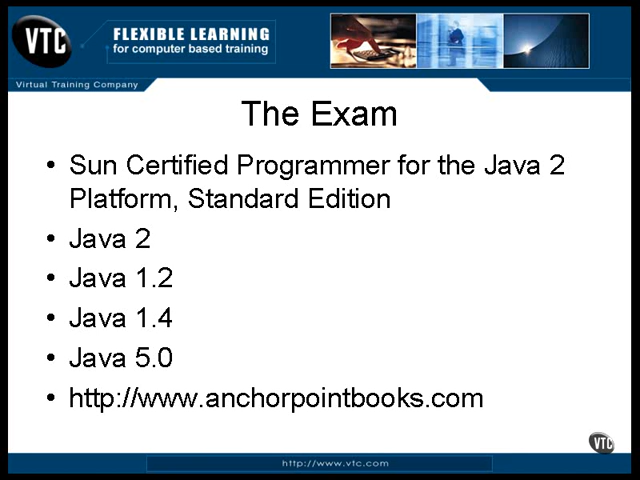 VTC
FLEXIBLE LEARNING
for computer based training
Virtual Training Company
The Exam
• Sun Certified Programmer for the Java 2
Platform, Standard Edition
• Java 2
• Java 1.2
• Java 1.4
• Java 5.0
• http://www.anchorpointbooks.com
VTC
http://www.vtc.com